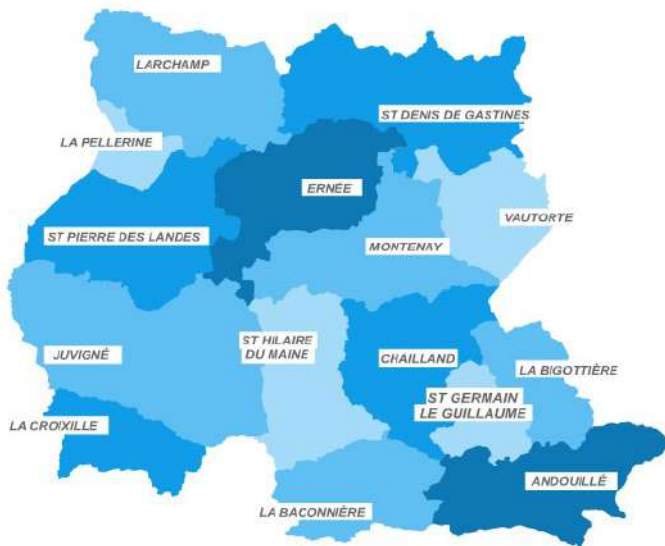 LARCHAMP
ST DENIS DE GASTINES
LA PELLERINE
ERNÉE
VAUTORTE
ST PIERRE DES LANDES
MONTENAY
ST HILAIRE
DU MAINE
JUVIGNÉ
CHAILLAND
LA BIGOTTIÈRE
ST GERMAIN
LE GUILLAUME
LA CROIXILLE
ANDOUILLÉ
LA BACONNIÈRE